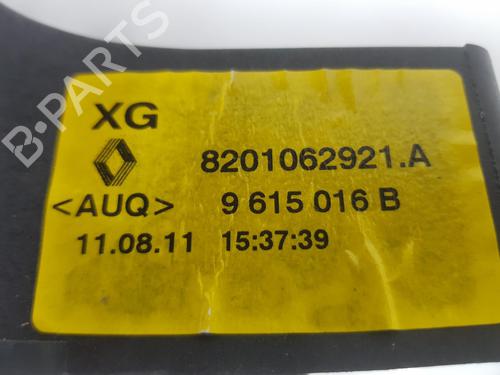 XG
8201062921.A
<AUQ> 9 615 016 B
11.08.11 15:37:39
B-PARTS